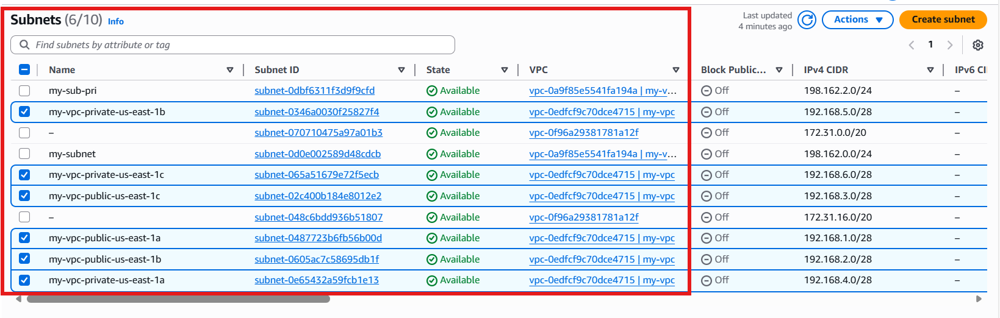 Subnets (6/10) Info
Last updated
4 minutes ago
Actions
Create subnet
Find subnets by attribute or tag
1
Name Subnet ID State VPC Block Public... IPv4 CIDR IPv6 CI
my-sub-pri subnet-0dbf6311f3d9f9cfd Available vpc-0a9f85e5541fa194a | my-v... Off 198.162.2.0/24 –
my-vpc-private-us-east-1b subnet-0346a0030f25827f4 Available vpc-0edfcf9c70dce4715 | my-vpc Off 192.168.5.0/28 –
– subnet-070710475a97a01b3 Available vpc-0f96a29381781a12f Off 172.31.0.0/20 –
my-subnet subnet-0d0e002589d48cdcb Available vpc-0a9f85e5541fa194a | my-v... Off 198.162.0.0/24 –
my-vpc-private-us-east-1c subnet-065a51679e72f5ecb Available vpc-0edfcf9c70dce4715 | my-vpc Off 192.168.6.0/28 –
my-vpc-public-us-east-1c subnet-02c400b184e8012e2 Available vpc-0edfcf9c70dce4715 | my-vpc Off 192.168.3.0/28 –
– subnet-048c6bdd936b51807 Available vpc-0f96a29381781a12f Off 172.31.16.0/20 –
my-vpc-public-us-east-1a subnet-0487723b6fb56b00d Available vpc-0edfcf9c70dce4715 | my-vpc Off 192.168.1.0/28 –
my-vpc-public-us-east-1b subnet-0605ac7c58695db1f Available vpc-0edfcf9c70dce4715 | my-vpc Off 192.168.2.0/28 –
my-vpc-private-us-east-1a subnet-0e65432a59fcb1e13 Available vpc-0edfcf9c70dce4715 | my-vpc Off 192.168.4.0/28 –